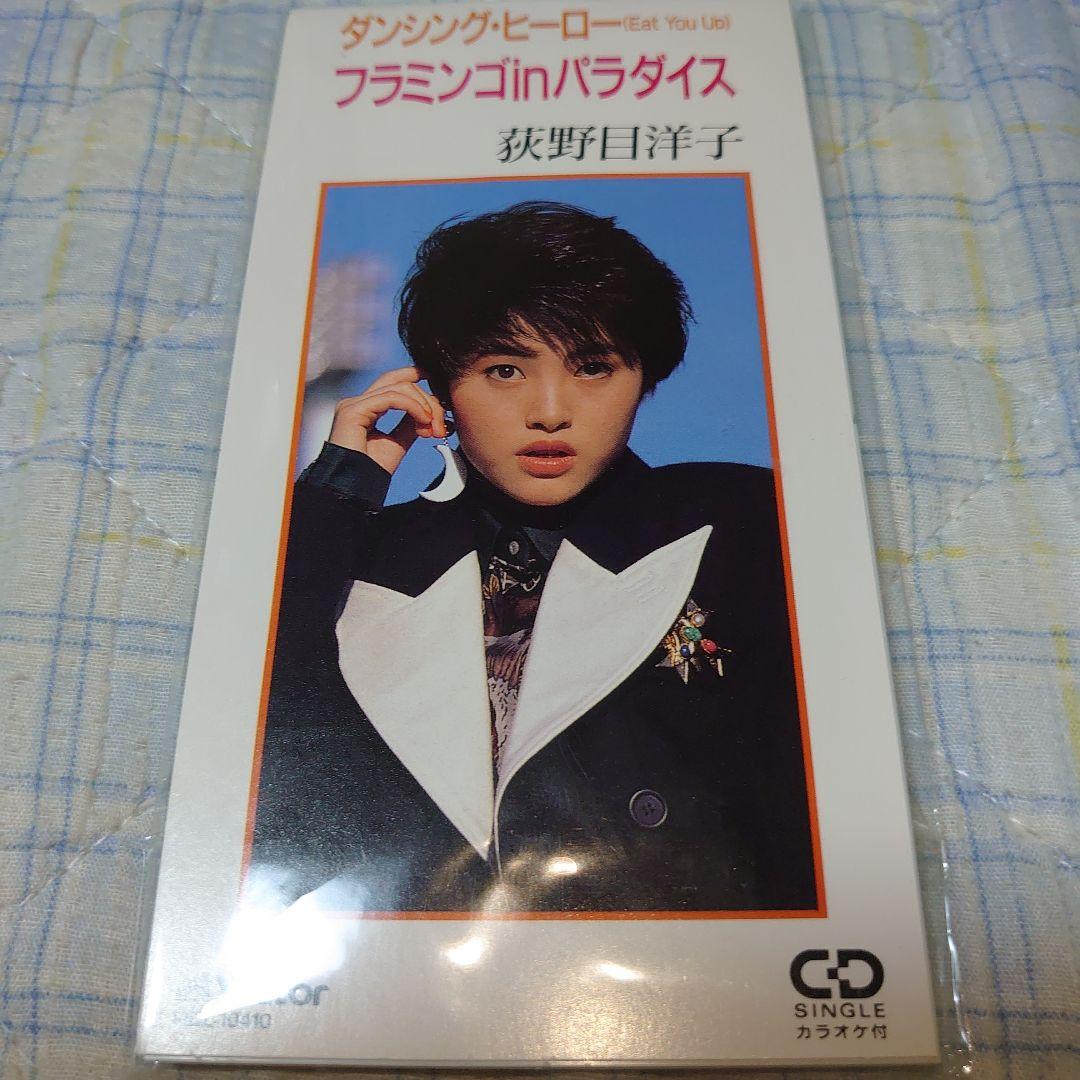 ダンシング・ヒーロー(Eat You Up)
フラミンゴinパラダイス
荻野目洋子
CD
SINGLE
カラオケ付